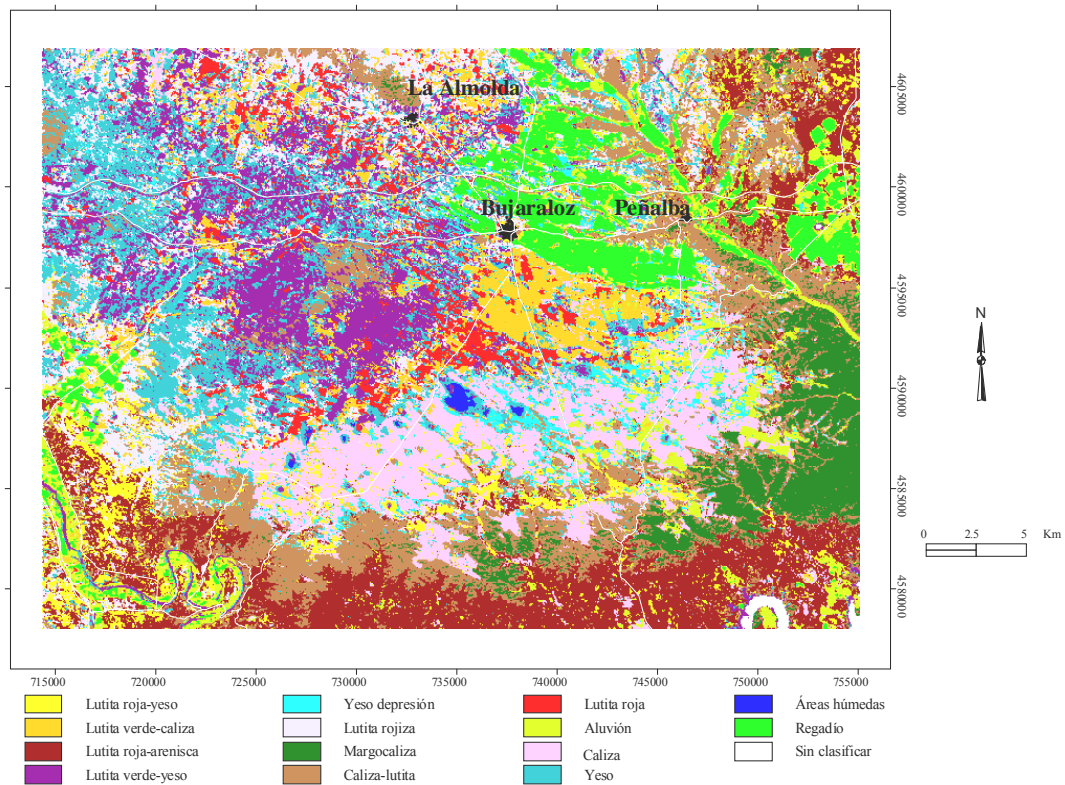 La Almolda
Bujaraloz
Peñalba
4605000
4600000
4595000
4590000
4585000
4580000
N
0 2.5 5 Km
715000 720000 725000 730000 735000 740000 745000 750000 755000
Lutita roja-yeso
Lutita verde-caliza
Lutita roja-arenisca
Lutita verde-yeso
Yeso depresión
Lutita rojiza
Margocaliza
Caliza-lutita
Lutita roja
Aluvión
Caliza
Yeso
Áreas húmedas
Regadío
Sin clasificar